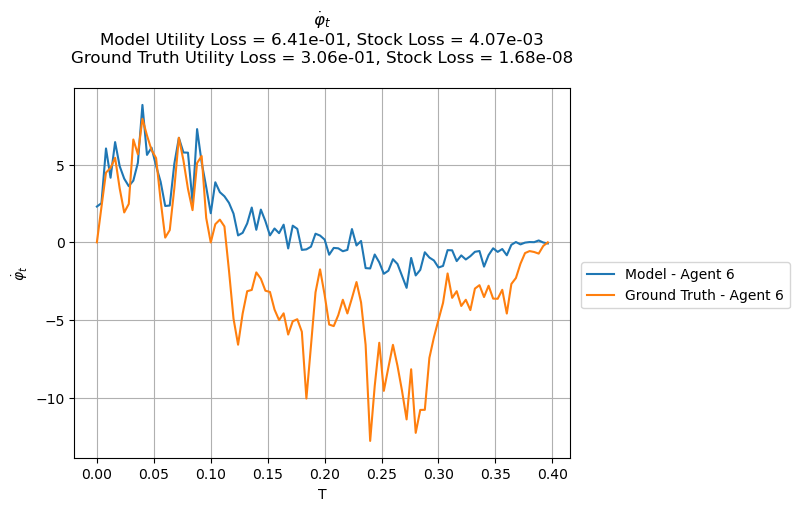 φ̇ₜ
Model Utility Loss = 6.41e-01, Stock Loss = 4.07e-03
Ground Truth Utility Loss = 3.06e-01, Stock Loss = 1.68e-08
5
0
−5
−10
φ̇ₜ
0.00 0.05 0.10 0.15 0.20 0.25 0.30 0.35 0.40
T
Model - Agent 6
Ground Truth - Agent 6